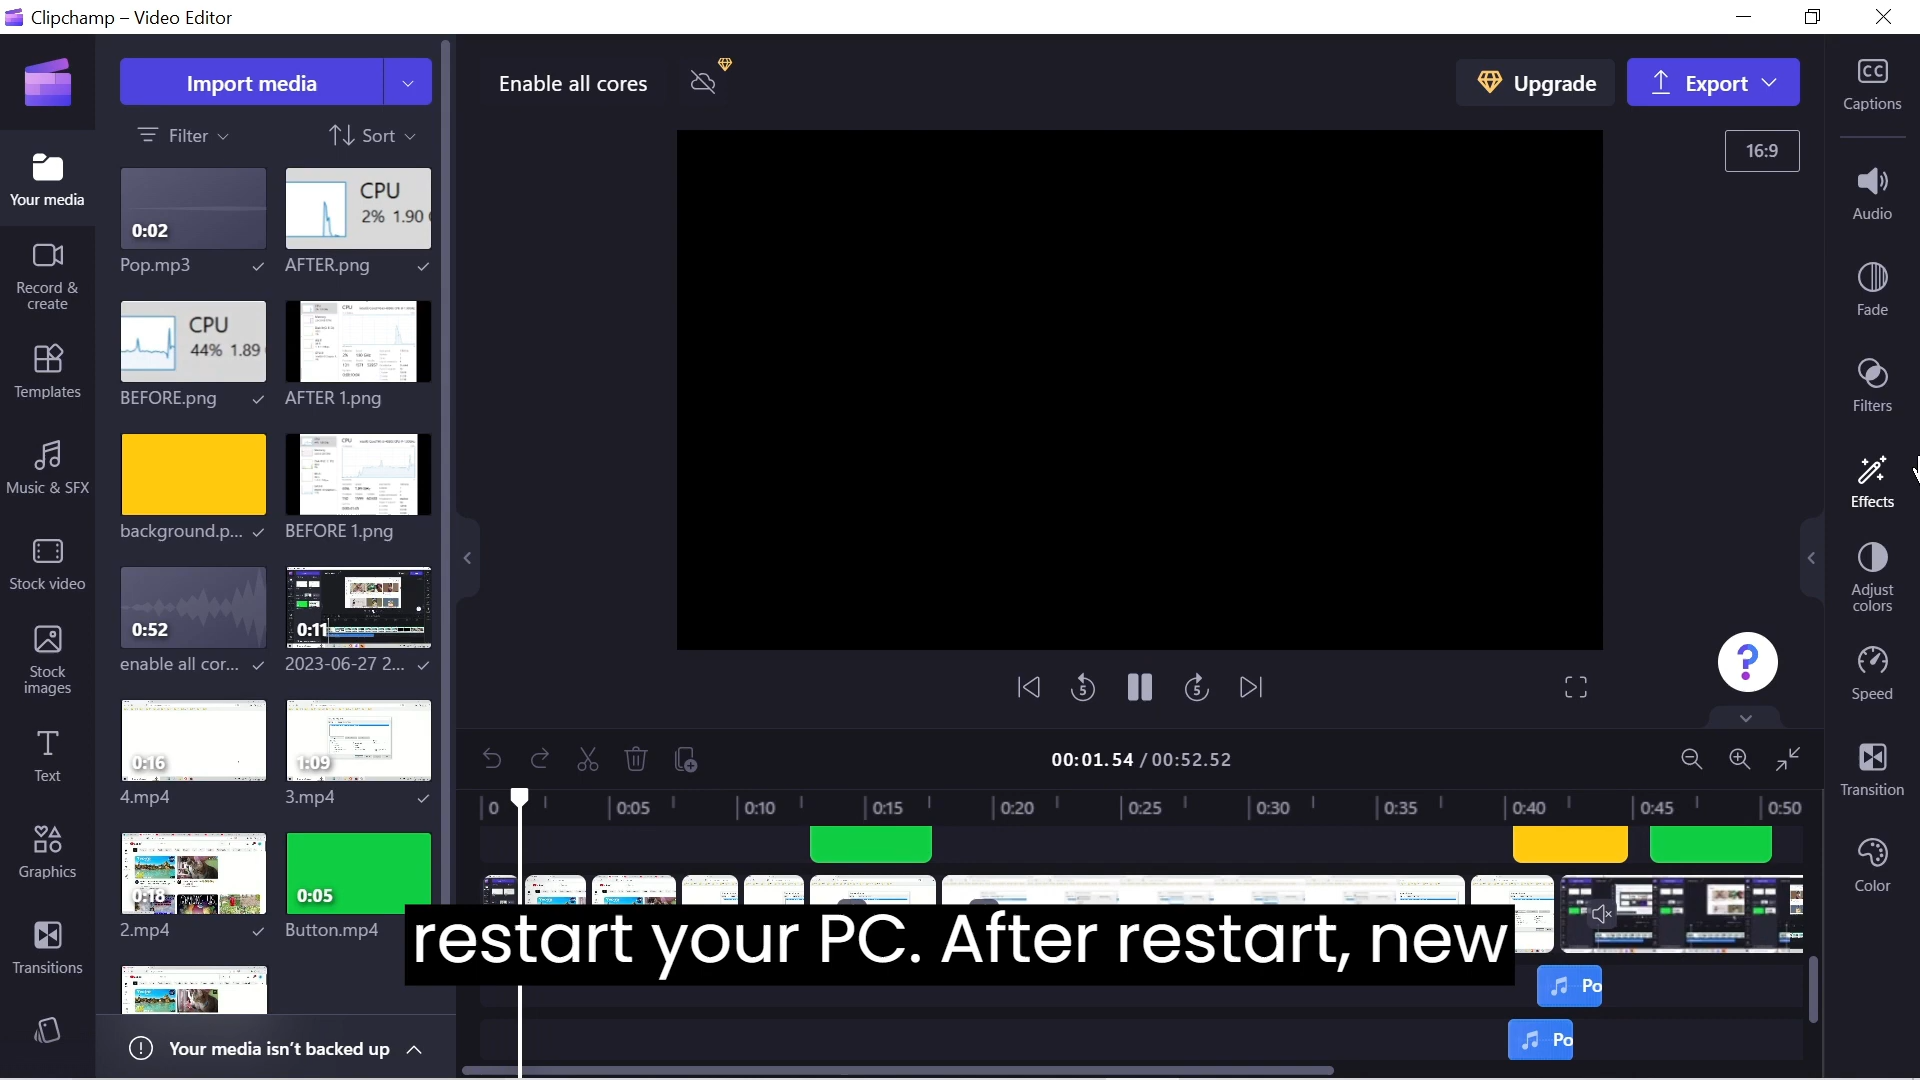 Clipchamp – Video Editor
Import media
Filter
Sort
Your media
Record &
create
Templates
Music & SFX
Stock video
Stock
images
Text
Graphics
Transitions
0:02
Pop.mp3
CPU
2% 1.90
AFTER.png
CPU
44% 1.89
BEFORE.png
AFTER 1.png
background.p...
BEFORE 1.png
0:52
enable all cor...
0:11
2023-06-27 2...
0:16
4.mp4
1:09
3.mp4
0:18
2.mp4
0:05
Button.mp4
Your media isn't backed up
Enable all cores
Upgrade
Export
16:9
5
5
?
00:01.54 / 00:52.52
0
0:05
0:10
0:15
0:20
0:25
0:30
0:35
0:40
0:45
0:50
restart your PC. After restart, new
Po
Po
CC
Captions
Audio
Fade
Filters
Effects
Adjust
colors
Speed
Transition
Color